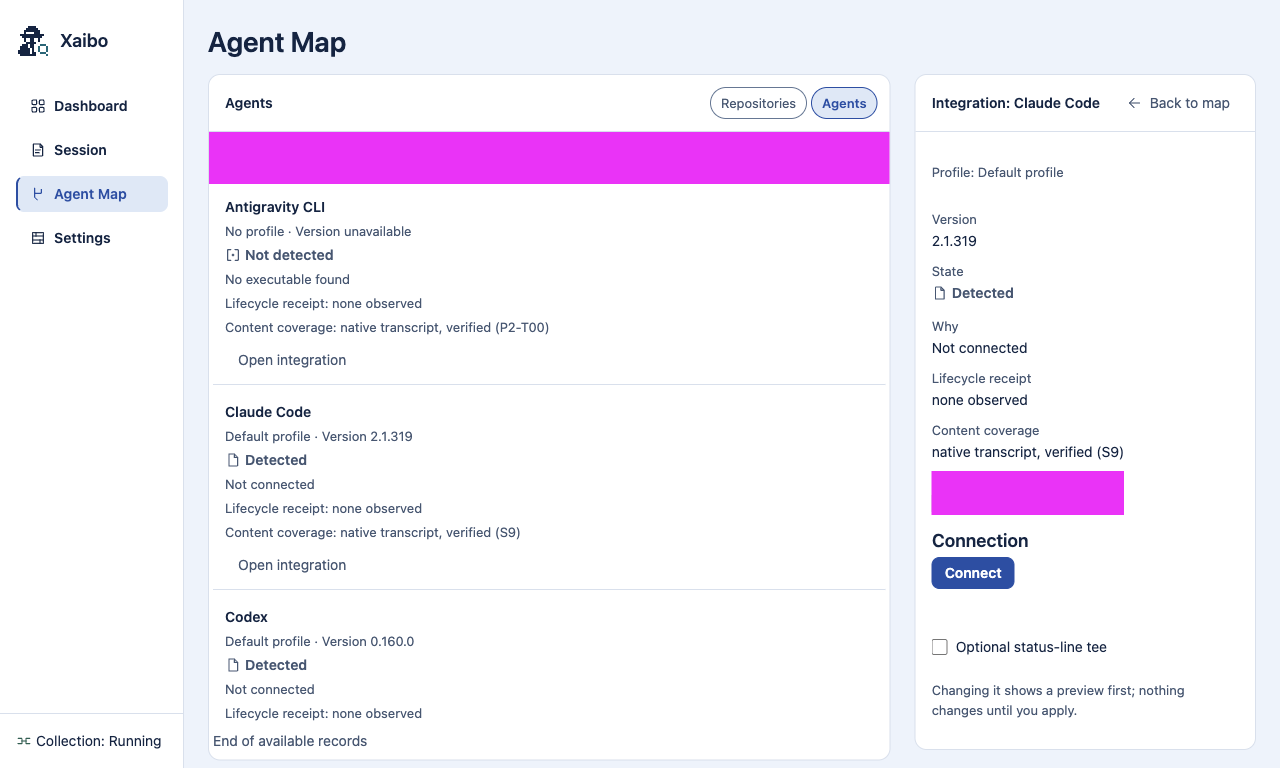 Xaibo
Dashboard
Session
Agent Map
Settings
Collection: Running
Agent Map
Agents
Repositories
Agents
Antigravity CLI
No profile · Version unavailable
Not detected
No executable found
Lifecycle receipt: none observed
Content coverage: native transcript, verified (P2-T00)
Open integration
Claude Code
Default profile · Version 2.1.319
Detected
Not connected
Lifecycle receipt: none observed
Content coverage: native transcript, verified (S9)
Open integration
Codex
Default profile · Version 0.160.0
Detected
Not connected
Lifecycle receipt: none observed
End of available records
Integration: Claude Code
Back to map
Profile: Default profile
Version
2.1.319
State
Detected
Why
Not connected
Lifecycle receipt
none observed
Content coverage
native transcript, verified (S9)
Connection
Connect
Optional status-line tee
Changing it shows a preview first; nothing
changes until you apply.